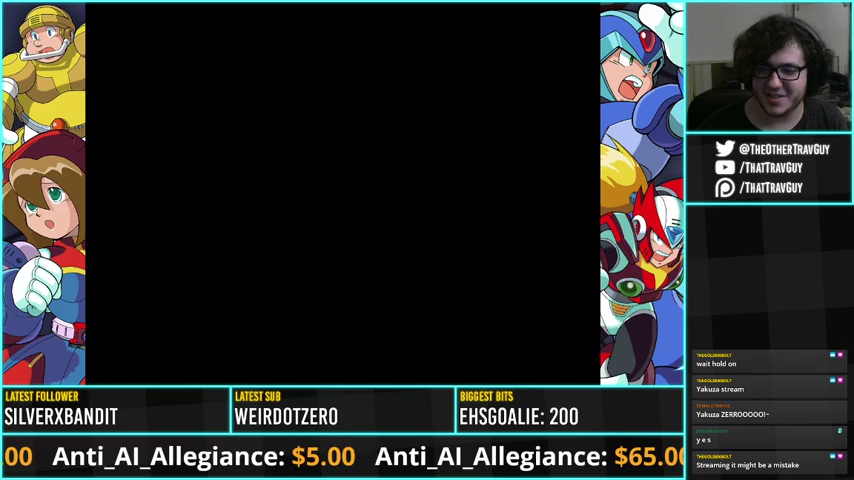 @TheOtherTravGuy
/ThatTravGuy
/ThatTravGuy
THEGOLDENBOLT
wait hold on
THEGOLDENBOLT
Yakuza stream
Yakuza ZERROOOOO!~
y e s
THEGOLDENBOLT
Streaming it might be a mistake
LATEST FOLLOWER
SILVERXBANDIT
LATEST SUB
WEIRDOTZERO
BIGGEST BITS
EHSGOALIE: 200
.00 Anti_AI_Allegiance: $5.00 Anti_AI_Allegiance: $65.00